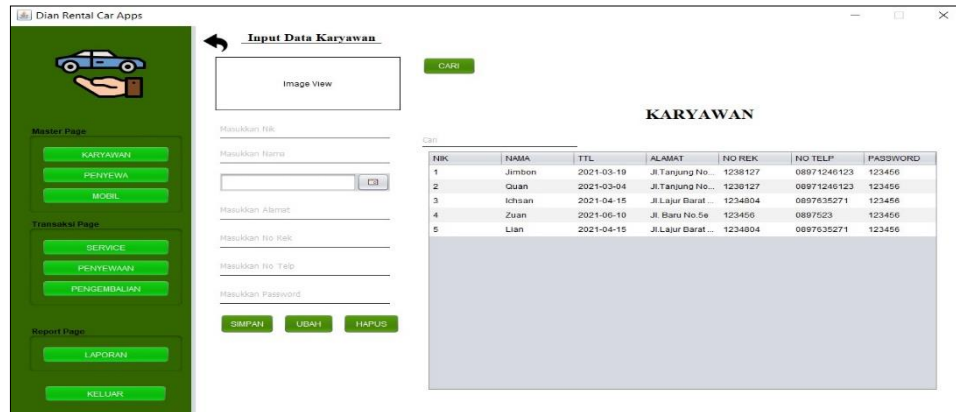 Dian Rental Car Apps
Master Page
KARYAWAN
PENYEWA
MOBIL
Transaksi Page
SERVICE
PENYEWAAN
PENGEMBALIAN
Report Page
LAPORAN
KELUAR
Input Data Karyawan
Image View
Masukkan Nik
Masukkan Nama
Masukkan Alamat
Masukkan No Rek
Masukkan No Telp
Masukkan Password
SIMPAN UBAH HAPUS
CARI
KARYAWAN
Cari
NIK NAMA TTL ALAMAT NO REK NO TELP PASSWORD
1 Jimbon 2021-03-19 Jl.Tanjung No... 1238127 08971246123 123456
2 Quan 2021-03-04 Jl.Tanjung No... 1238127 08971246123 123456
3 Ichsan 2021-04-15 Jl.Lajur Barat ... 1234804 0897635271 123456
4 Zuan 2021-06-10 Jl. Baru No.5e 123456 0897523 123456
5 Lian 2021-04-15 Jl.Lajur Barat ... 1234804 0897635271 123456